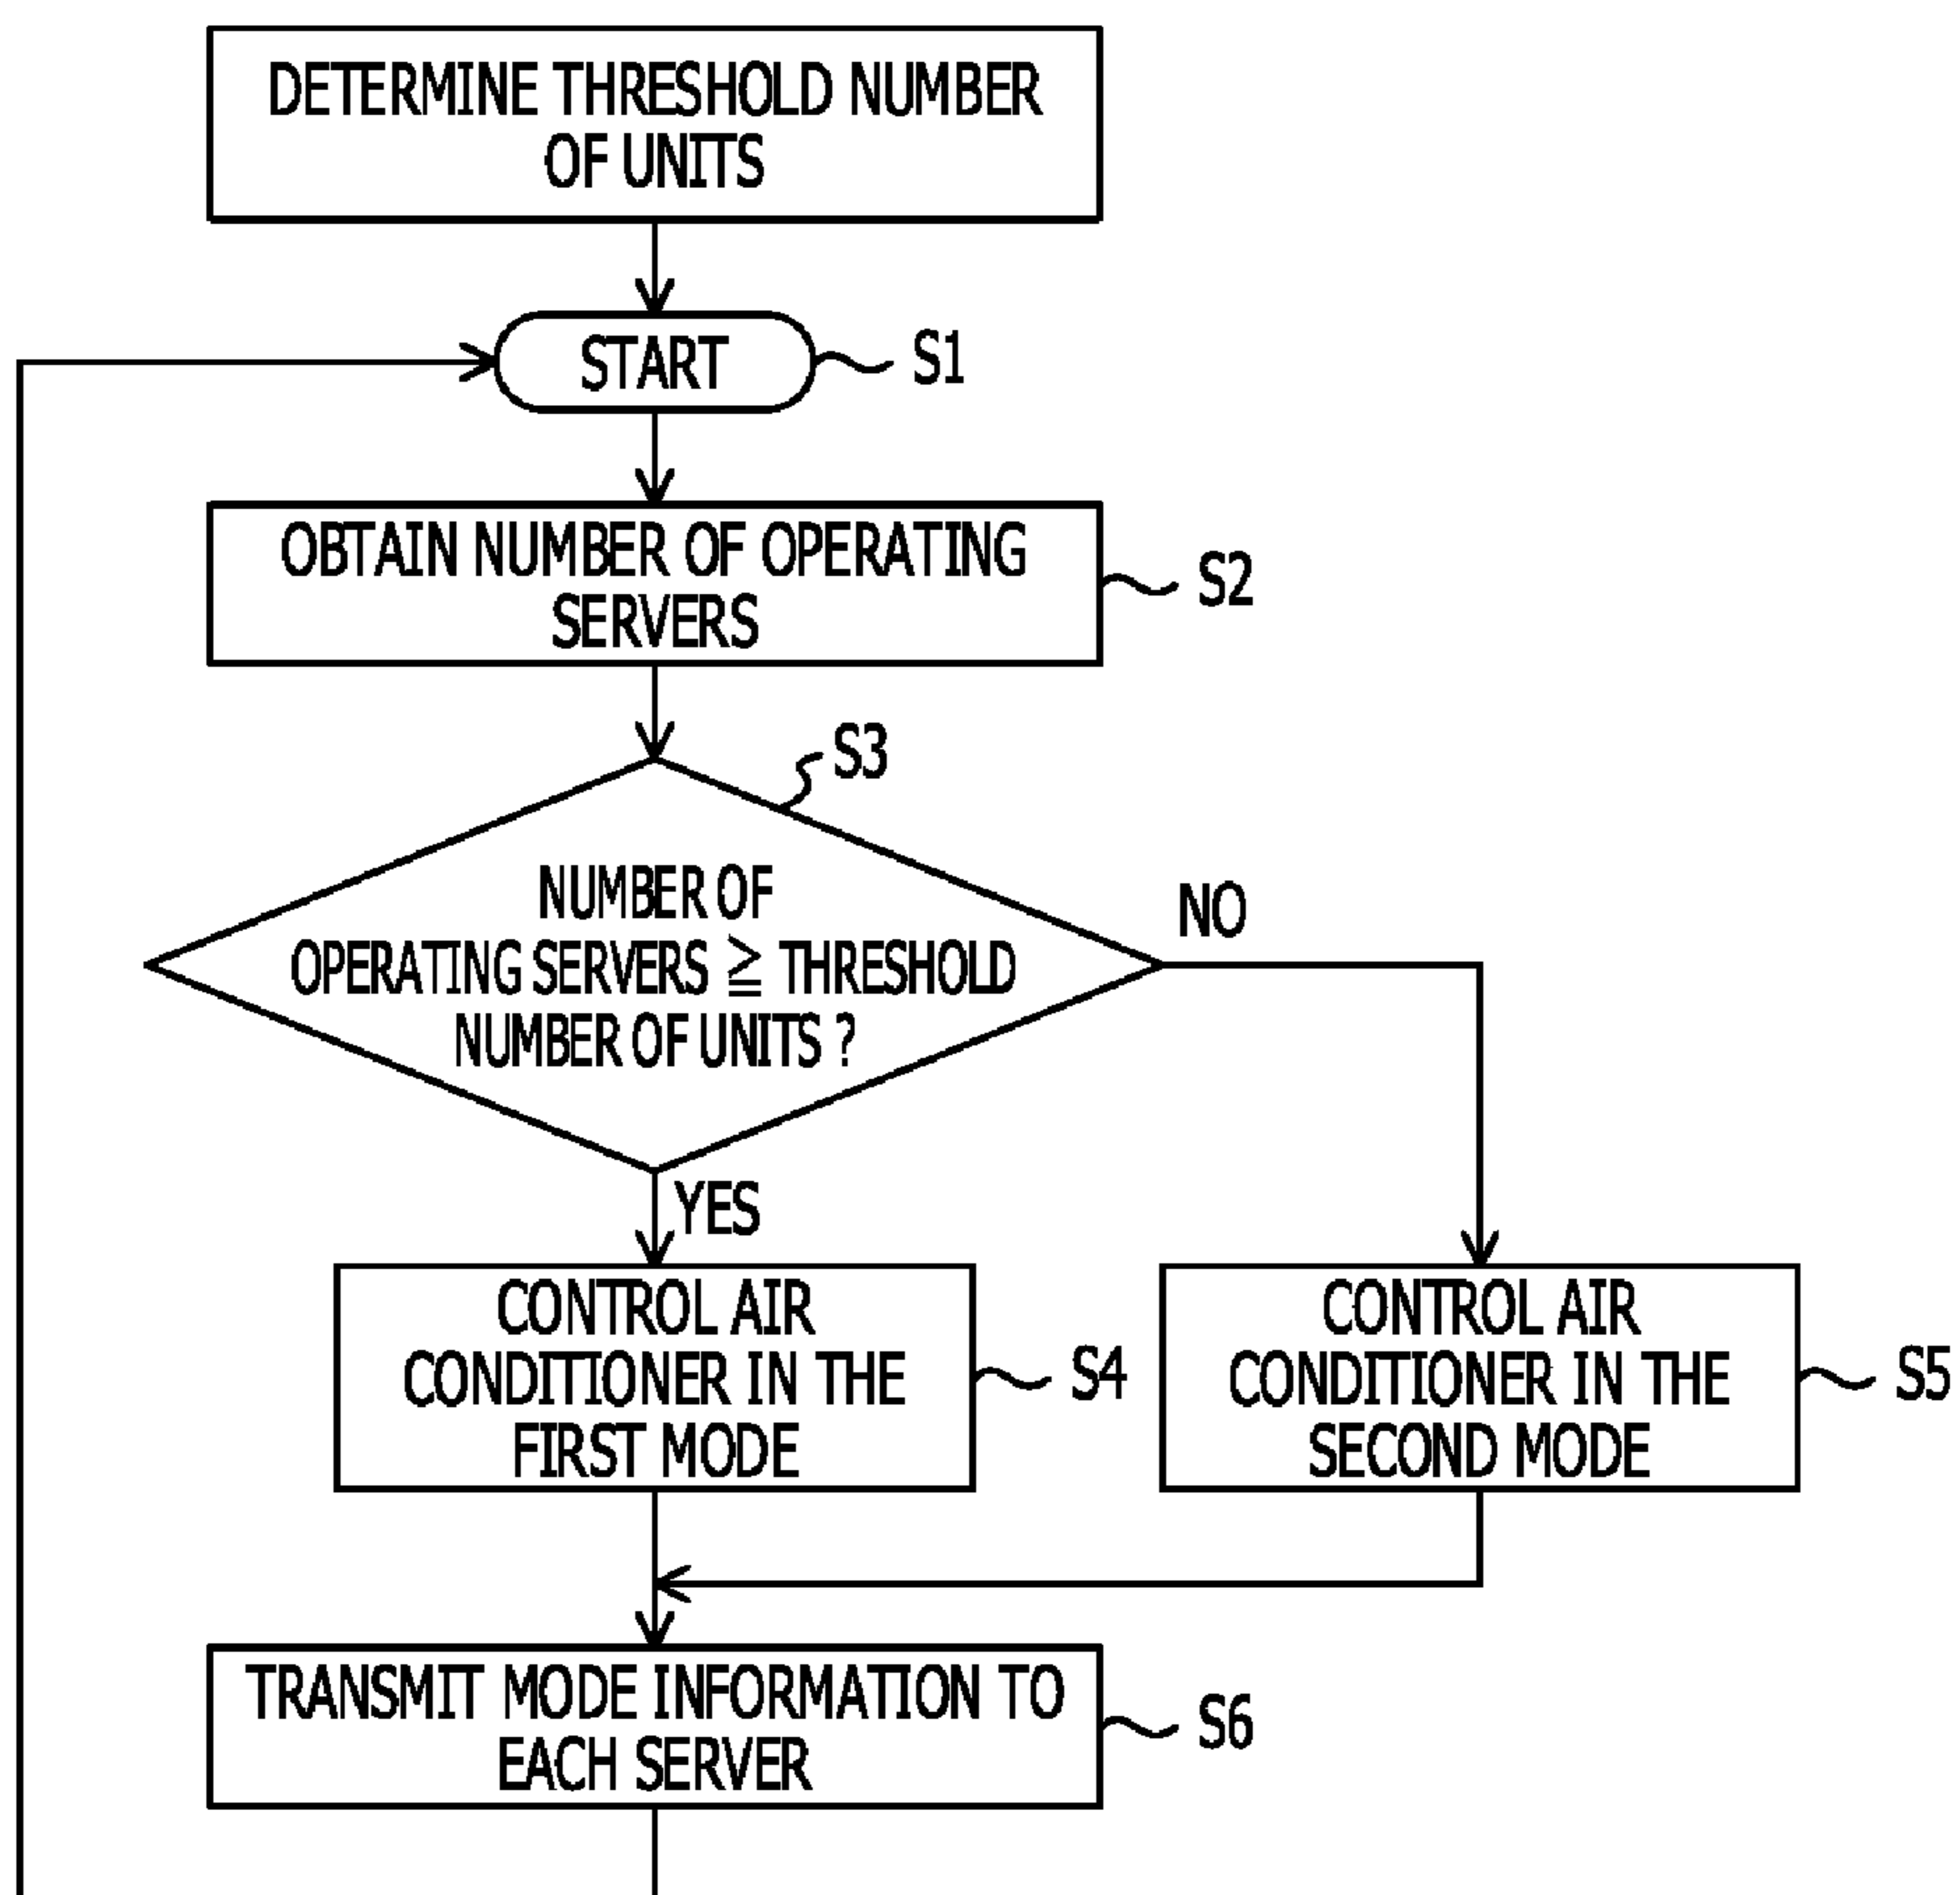 DETERMINE THRESHOLD NUMBER
OF UNITS
START
S1
OBTAIN NUMBER OF OPERATING
SERVERS
S2
S3
NUMBER OF
OPERATING SERVERS ≧ THRESHOLD
NUMBER OF UNITS ?
NO
YES
CONTROL AIR
CONDITIONER IN THE
FIRST MODE
S4
CONTROL AIR
CONDITIONER IN THE
SECOND MODE
S5
TRANSMIT MODE INFORMATION TO
EACH SERVER
S6